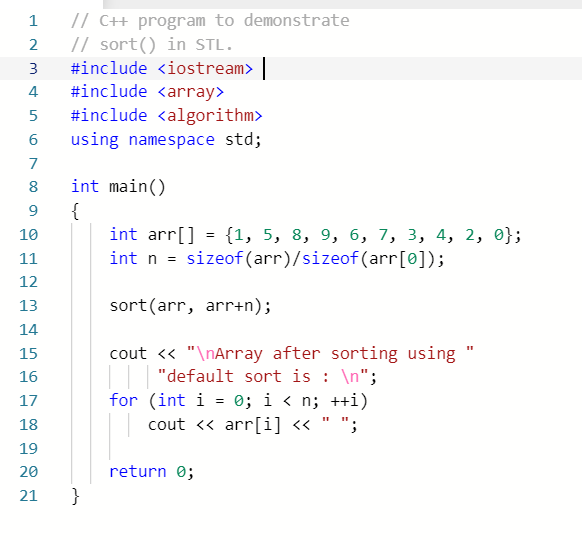 1 // C++ program to demonstrate
2 // sort() in STL.
3 #include <iostream>
4 #include <array>
5 #include <algorithm>
6 using namespace std;
7
8 int main()
9 {
10     int arr[] = {1, 5, 8, 9, 6, 7, 3, 4, 2, 0};
11     int n = sizeof(arr)/sizeof(arr[0]);
12
13     sort(arr, arr+n);
14
15     cout << "\nArray after sorting using "
16          "default sort is : \n";
17     for (int i = 0; i < n; ++i)
18         cout << arr[i] << " ";
19
20     return 0;
21 }